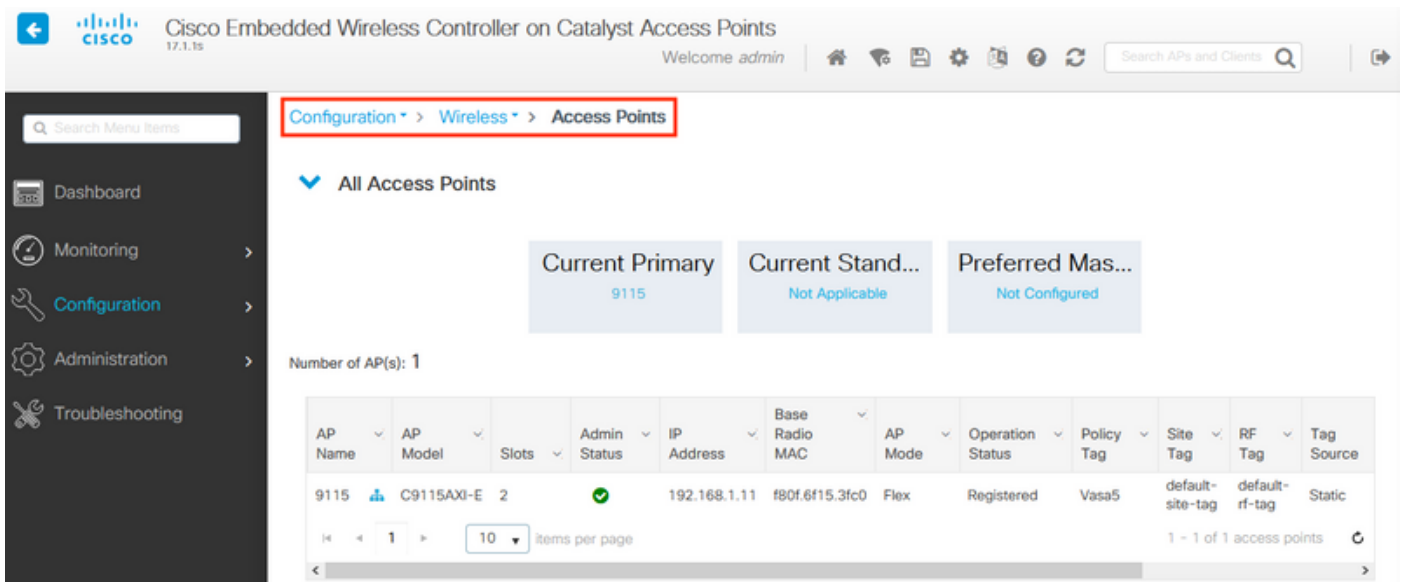 Cisco Embedded Wireless Controller on Catalyst Access Points
CISCO
17.1.1s
Welcome admin
Search APs and Clients
Search Menu Items
Dashboard
Monitoring
Configuration
Administration
Troubleshooting
Configuration > Wireless > Access Points
All Access Points
Current Primary
9115
Current Stand...
Not Applicable
Preferred Mas...
Not Configured
Number of AP(s): 1
AP Name AP Model Slots Admin Status IP Address Base Radio MAC AP Mode Operation Status Policy Tag Site Tag RF Tag Tag Source
9115 C9115AXI-E 2 192.168.1.11 f80f.6f15.3fc0 Flex Registered Vasa5 default-site-tag default-rf-tag Static
1 10 items per page 1 - 1 of 1 access points